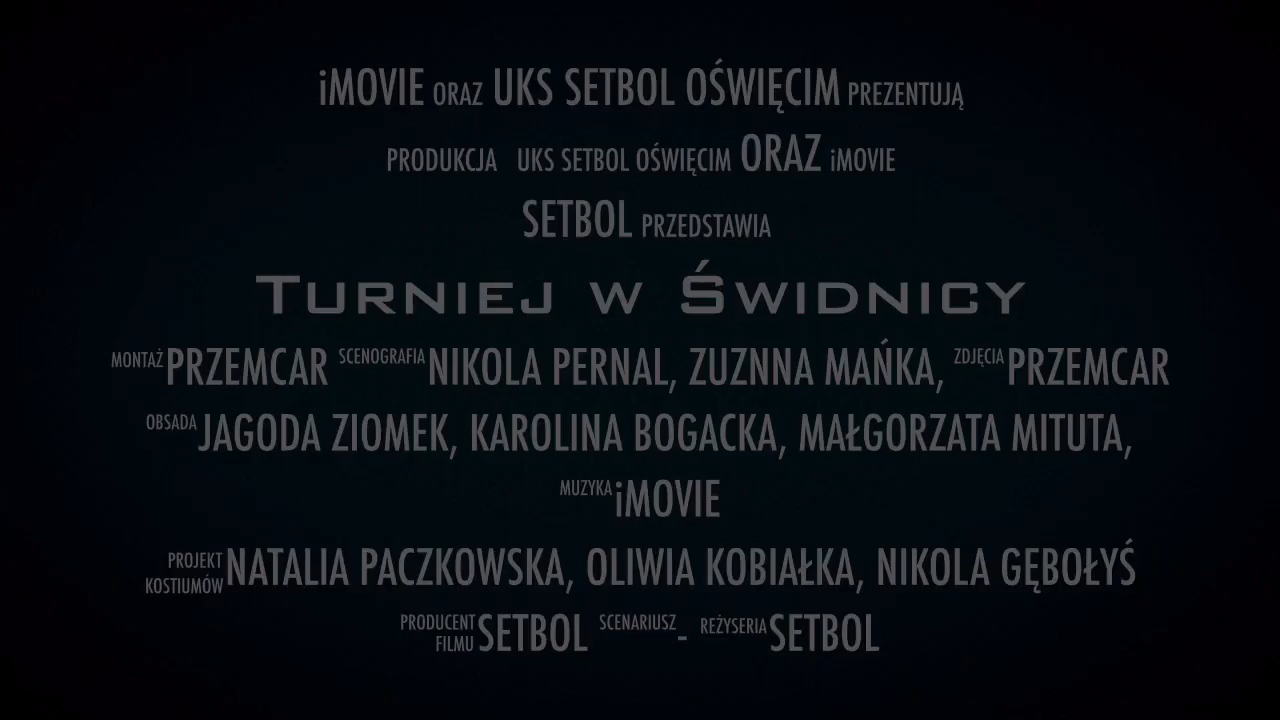 iMOVIE ORAZ UKS SETBOL OŚWIĘCIM PREZENTUJĄ
PRODUKCJA UKS SETBOL OŚWIĘCIM ORAZ iMOVIE
SETBOL PRZEDSTAWIA
TURNIEJ W ŚWIDNICY
MONTAŻ PRZEMCAR SCENOGRAFIA NIKOLA PERNAL, ZUZNNA MAŃKA, ZDJĘCIA PRZEMCAR
OBSADA JAGODA ZIOMEK, KAROLINA BOGACKA, MAŁGORZATA MITUTA,
MUZYKA iMOVIE
PROJEKT KOSTIUMÓW NATALIA PACZKOWSKA, OLIWIA KOBIAŁKA, NIKOLA GĘBOŁYŚ
PRODUCENT FILMU SETBOL SCENARIUSZ - REŻYSERIA SETBOL